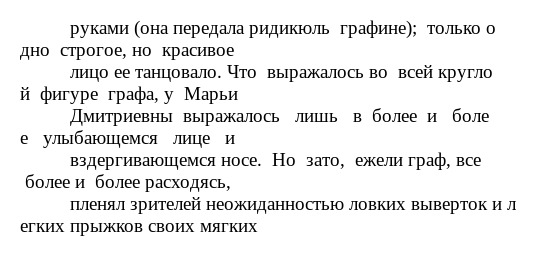 руками (она передала ридикюль  графине);  только о
дно  строгое, но  красивое
лицо ее танцовало. Что  выражалось во  всей кругло
й  фигуре  графа, у  Марьи
Дмитриевны  выражалось   лишь   в  более  и   боле
е   улыбающемся   лице   и
вздергивающемся носе.  Но  зато,  ежели граф, все
 более и  более расходясь,
пленял зрителей неожиданностью ловких выверток и л
егких прыжков своих мягких